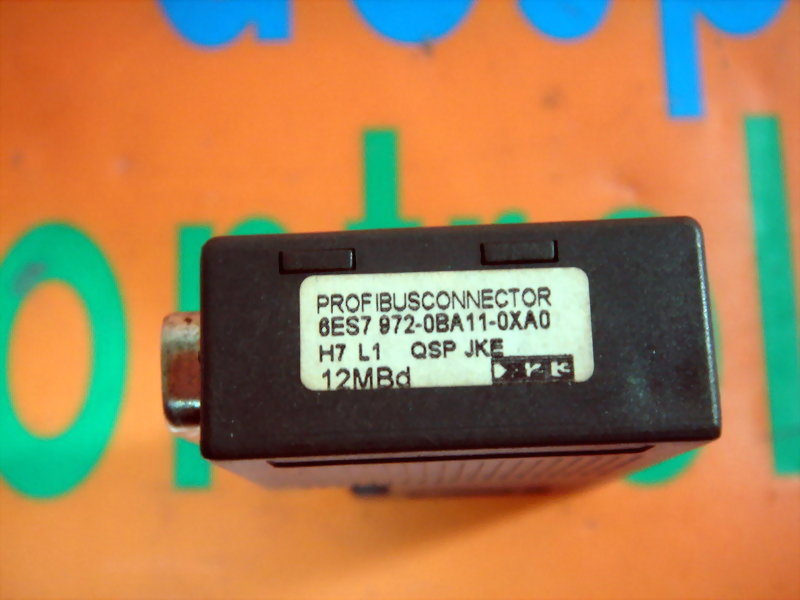 PROFIBUSCONNECTOR
6ES7 972-0BA11-0XA0
H7 L1 QSP JKE
12MBd